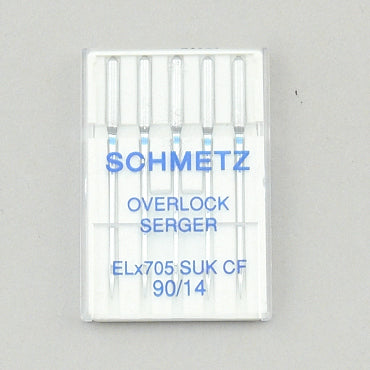 SCHMETZ
OVERLOCK
SERGER
ELx705 SUK CF
90/14